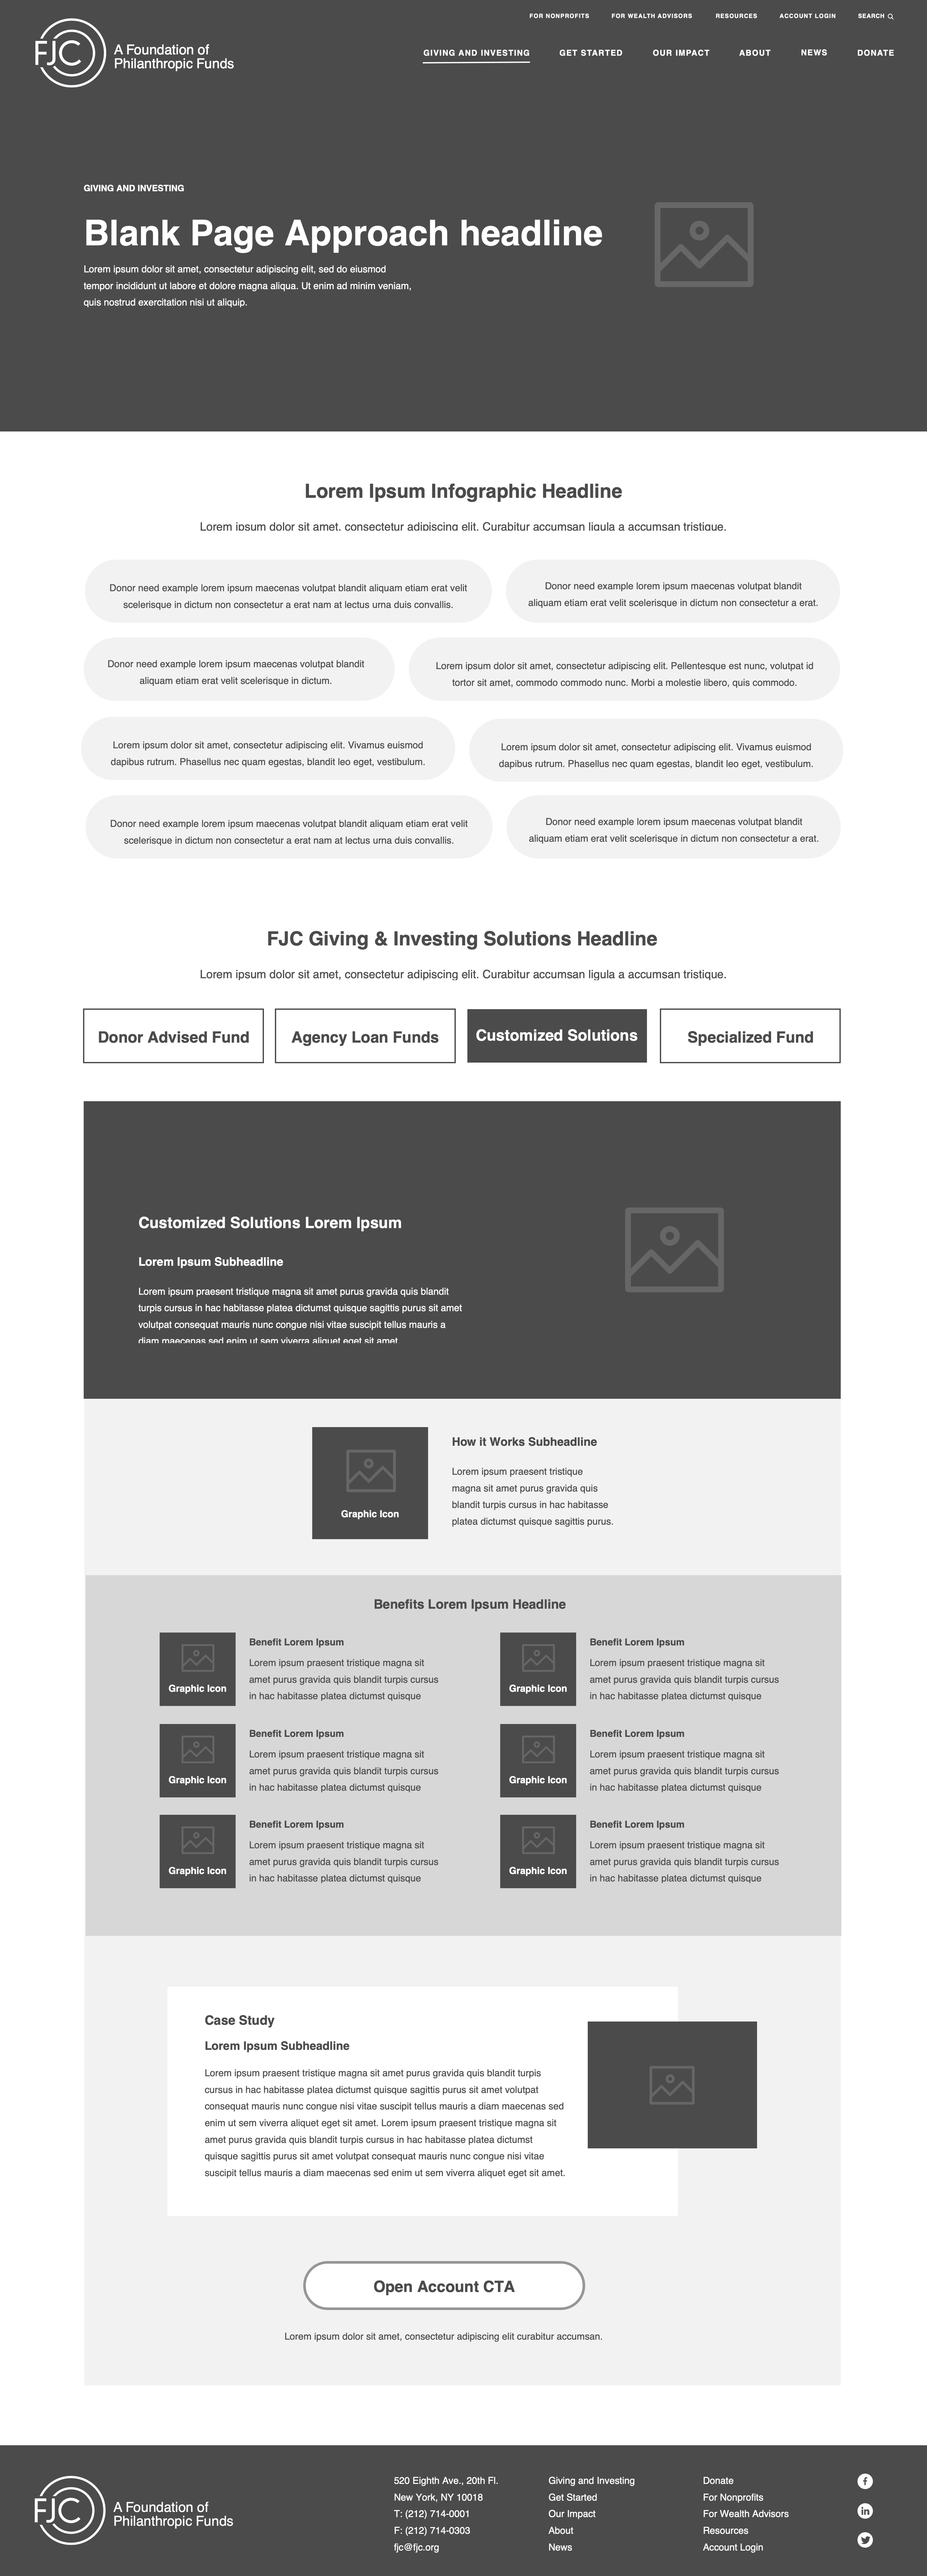 FOR NONPROFITS FOR WEALTH ADVISORS RESOURCES ACCOUNT LOGIN SEARCH
FJC A Foundation of
Philanthropic Funds
GIVING AND INVESTING GET STARTED OUR IMPACT ABOUT NEWS DONATE
GIVING AND INVESTING
Blank Page Approach headline
Lorem ipsum dolor sit amet, consectetur adipiscing elit, sed do eiusmod
tempor incididunt ut labore et dolore magna aliqua. Ut enim ad minim veniam,
quis nostrud exercitation nisi ut aliquip.
Lorem Ipsum Infographic Headline
Lorem ipsum dolor sit amet, consectetur adipiscing elit. Curabitur accumsan ligula a accumsan tristique.
Donor need example lorem ipsum maecenas volutpat blandit aliquam etiam erat velit
scelerisque in dictum non consectetur a erat nam at lectus urna duis convallis.
Donor need example lorem ipsum maecenas volutpat blandit
aliquam etiam erat velit scelerisque in dictum non consectetur a erat.
Donor need example lorem ipsum maecenas volutpat blandit
aliquam etiam erat velit scelerisque in dictum.
Lorem ipsum dolor sit amet, consectetur adipiscing elit. Pellentesque est nunc, volutpat id
tortor sit amet, commodo commodo nunc. Morbi a molestie libero, quis commodo.
Lorem ipsum dolor sit amet, consectetur adipiscing elit. Vivamus euismod
dapibus rutrum. Phasellus nec quam egestas, blandit leo eget, vestibulum.
Lorem ipsum dolor sit amet, consectetur adipiscing elit. Vivamus euismod
dapibus rutrum. Phasellus nec quam egestas, blandit leo eget, vestibulum.
Donor need example lorem ipsum maecenas volutpat blandit aliquam etiam erat velit
scelerisque in dictum non consectetur a erat nam at lectus urna duis convallis.
Donor need example lorem ipsum maecenas volutpat blandit
aliquam etiam erat velit scelerisque in dictum non consectetur a erat.
FJC Giving & Investing Solutions Headline
Lorem ipsum dolor sit amet, consectetur adipiscing elit. Curabitur accumsan ligula a accumsan tristique.
Donor Advised Fund
Agency Loan Funds
Customized Solutions
Specialized Fund
Customized Solutions Lorem Ipsum
Lorem Ipsum Subheadline
Lorem ipsum praesent tristique magna sit amet purus gravida quis blandit
turpis cursus in hac habitasse platea dictumst quisque sagittis purus sit amet
volutpat consequat mauris nunc congue nisi vitae suscipit tellus mauris a
diam maecenas sed enim ut sem viverra aliquet eget sit amet.
Graphic Icon
How it Works Subheadline
Lorem ipsum praesent tristique
magna sit amet purus gravida quis
blandit turpis cursus in hac habitasse
platea dictumst quisque sagittis purus.
Benefits Lorem Ipsum Headline
Graphic Icon
Benefit Lorem Ipsum
Lorem ipsum praesent tristique magna sit
amet purus gravida quis blandit turpis cursus
in hac habitasse platea dictumst quisque
Graphic Icon
Benefit Lorem Ipsum
Lorem ipsum praesent tristique magna sit
amet purus gravida quis blandit turpis cursus
in hac habitasse platea dictumst quisque
Graphic Icon
Benefit Lorem Ipsum
Lorem ipsum praesent tristique magna sit
amet purus gravida quis blandit turpis cursus
in hac habitasse platea dictumst quisque
Graphic Icon
Benefit Lorem Ipsum
Lorem ipsum praesent tristique magna sit
amet purus gravida quis blandit turpis cursus
in hac habitasse platea dictumst quisque
Graphic Icon
Benefit Lorem Ipsum
Lorem ipsum praesent tristique magna sit
amet purus gravida quis blandit turpis cursus
in hac habitasse platea dictumst quisque
Graphic Icon
Benefit Lorem Ipsum
Lorem ipsum praesent tristique magna sit
amet purus gravida quis blandit turpis cursus
in hac habitasse platea dictumst quisque
Case Study
Lorem Ipsum Subheadline
Lorem ipsum praesent tristique magna sit amet purus gravida quis blandit turpis
cursus in hac habitasse platea dictumst quisque sagittis purus sit amet volutpat
consequat mauris nunc congue nisi vitae suscipit tellus mauris a diam maecenas sed
enim ut sem viverra aliquet eget sit amet. Lorem ipsum praesent tristique magna sit
amet purus gravida quis blandit turpis cursus in hac habitasse platea dictumst
quisque sagittis purus sit amet volutpat consequat mauris nunc congue nisi vitae
suscipit tellus mauris a diam maecenas sed enim ut sem viverra aliquet eget sit amet.
Open Account CTA
Lorem ipsum dolor sit amet, consectetur adipiscing elit curabitur accumsan.
FJC A Foundation of
Philanthropic Funds
520 Eighth Ave., 20th Fl.
New York, NY 10018
T: (212) 714-0001
F: (212) 714-0303
fjc@fjc.org
Giving and Investing
Get Started
Our Impact
About
News
Donate
For Nonprofits
For Wealth Advisors
Resources
Account Login